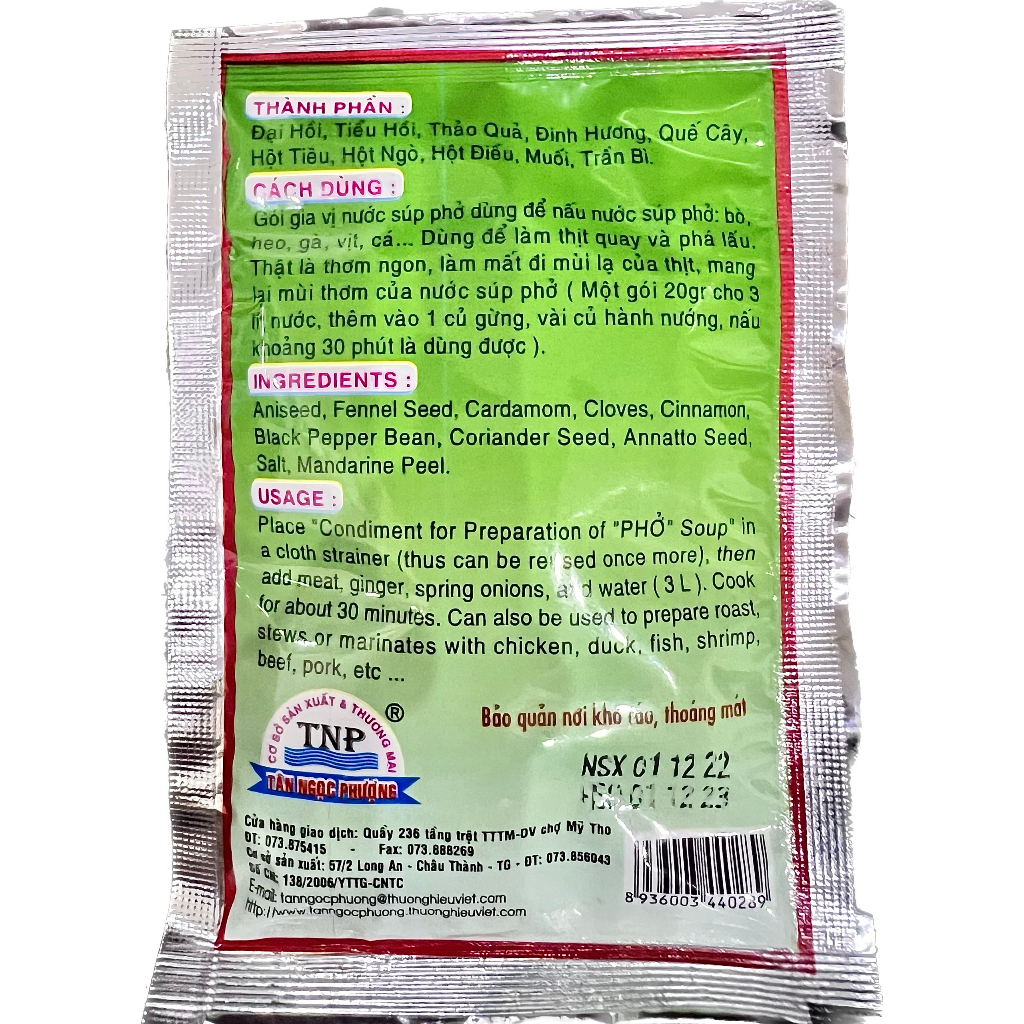 THÀNH PHẦN :
Đại Hồi, Tiểu Hồi, Thảo Quả, Đinh Hương, Quế Cây,
Hột Tiêu, Hột Ngò, Hột Điều, Muối, Trần Bì.
CÁCH DÙNG :
Gói gia vị nước súp phở dùng để nấu nước súp phở: bò,
heo, gà, vịt, cá... Dùng để làm thịt quay và phá lấu.
Thật là thơm ngon, làm mất đi mùi lạ của thịt, mang
lại mùi thơm của nước súp phở ( Một gói 20gr cho 3
nước, thêm vào 1 củ gừng, vài củ hành nướng, nấu
khoảng 30 phút là dùng được ).
INGREDIENTS :
Aniseed, Fennel Seed, Cardamom, Cloves, Cinnamon,
Black Pepper Bean, Coriander Seed, Annatto Seed,
Salt, Mandarine Peel.
USAGE :
Place "Condiment for Preparation of "PHỞ" Soup" in
a cloth strainer (thus can be reused once more), then
add meat, ginger, spring onions, and water ( 3 L ). Cook
for about 30 minutes. Can also be used to prepare roast,
stews or marinates with chicken, duck, fish, shrimp,
beef, pork, etc ...
CƠ SỞ SẢN XUẤT & THƯƠNG MẠI
TNP ®
TÂN NGỌC PHƯỢNG
Bảo quản nơi khô ráo, thoáng mát
NSX 01 12 22
HSD 01 12 23
Cửa hàng giao dịch: Quầy 236 tầng trệt TTTM-DV chợ Mỹ Tho
ĐT: 073.875415 - Fax: 073.888269
Cơ sở sản xuất: 57/2 Long An - Châu Thành - TG - ĐT: 073.856043
Số CN: 138/2006/YTTG-CNTC
E-mail: tanngocphuong@thuonghieuviet.com
http://www.tanngocphuong.thuonghieuviet.com
8 936003 440289